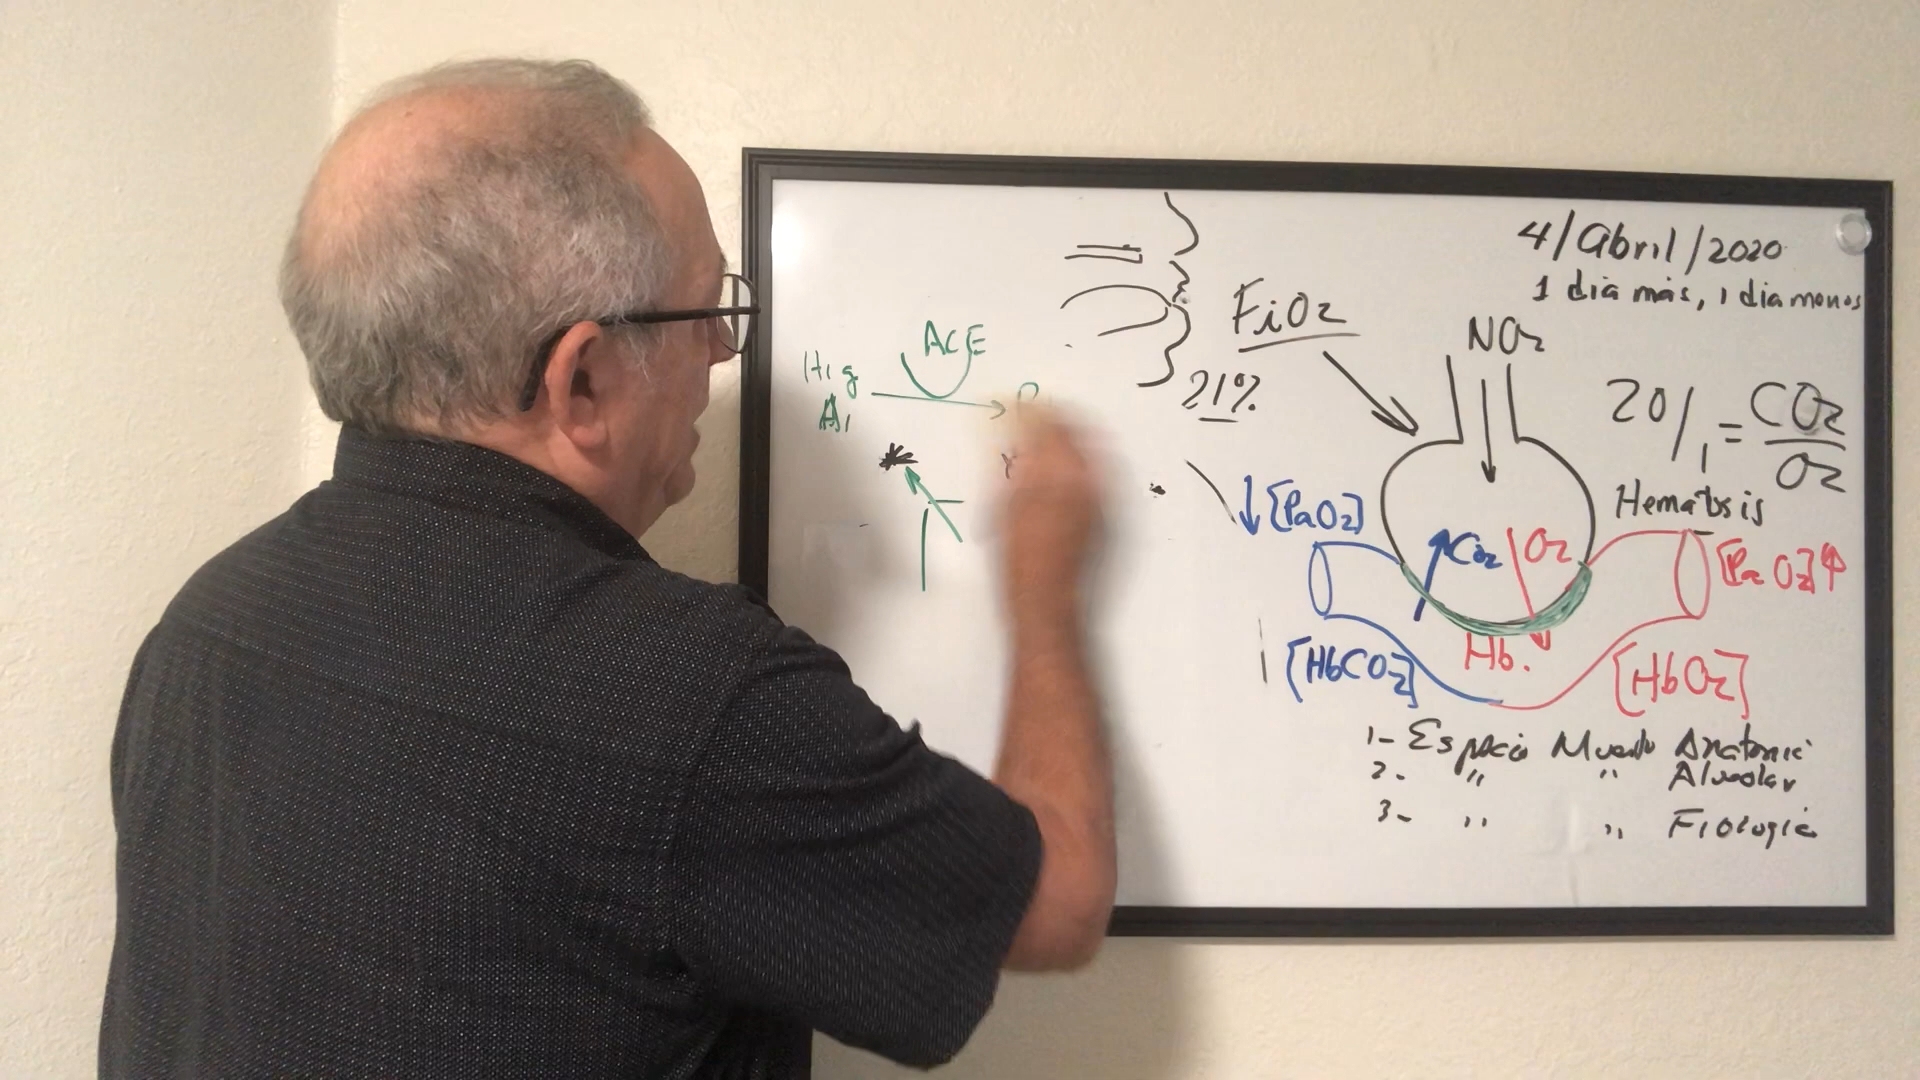 4/Abril/2020
1 dia más, 1 dia menos
FiO2
NO2
ACE
21%
20/1 = CO2/O2
Hematosis
↓[PaO2]
CO2
O2
[PaO2]↑
[HbCO2]
Hb.
[HbO2]
1- Espacio Muerto Anatomic
2. " " Alveolar
3- " " Fiologic